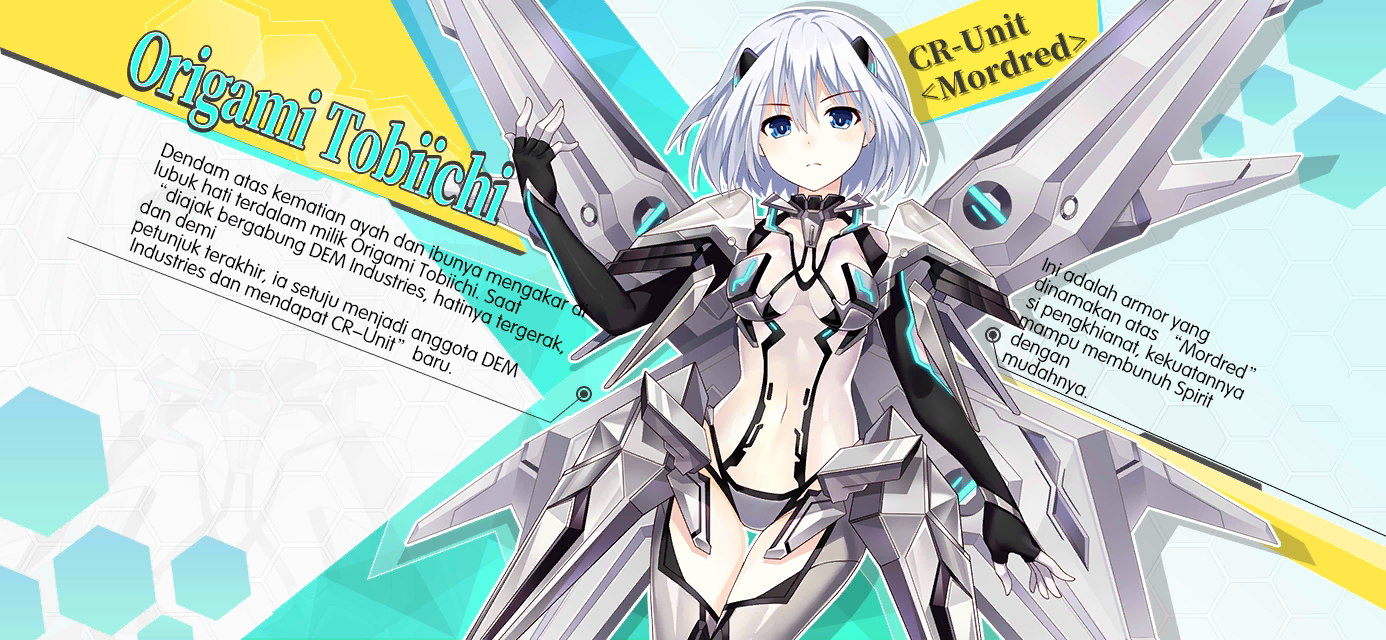 Origami Tobiichi
Dendam atas kematian ayah dan ibunya mengakar di
lubuk hati terdalam milik Origami Tobiichi. Saat
“diajak bergabung DEM Industries, hatinya tergerak,
dan demi
petunjuk terakhir, ia setuju menjadi anggota DEM
Industries dan mendapat CR-Unit” baru.
CR-Unit
<Mordred>
Ini adalah armor yang
dinamakan atas “Mordred”
si pengkhianat, kekuatannya
mampu membunuh Spirit
dengan
mudahnya.